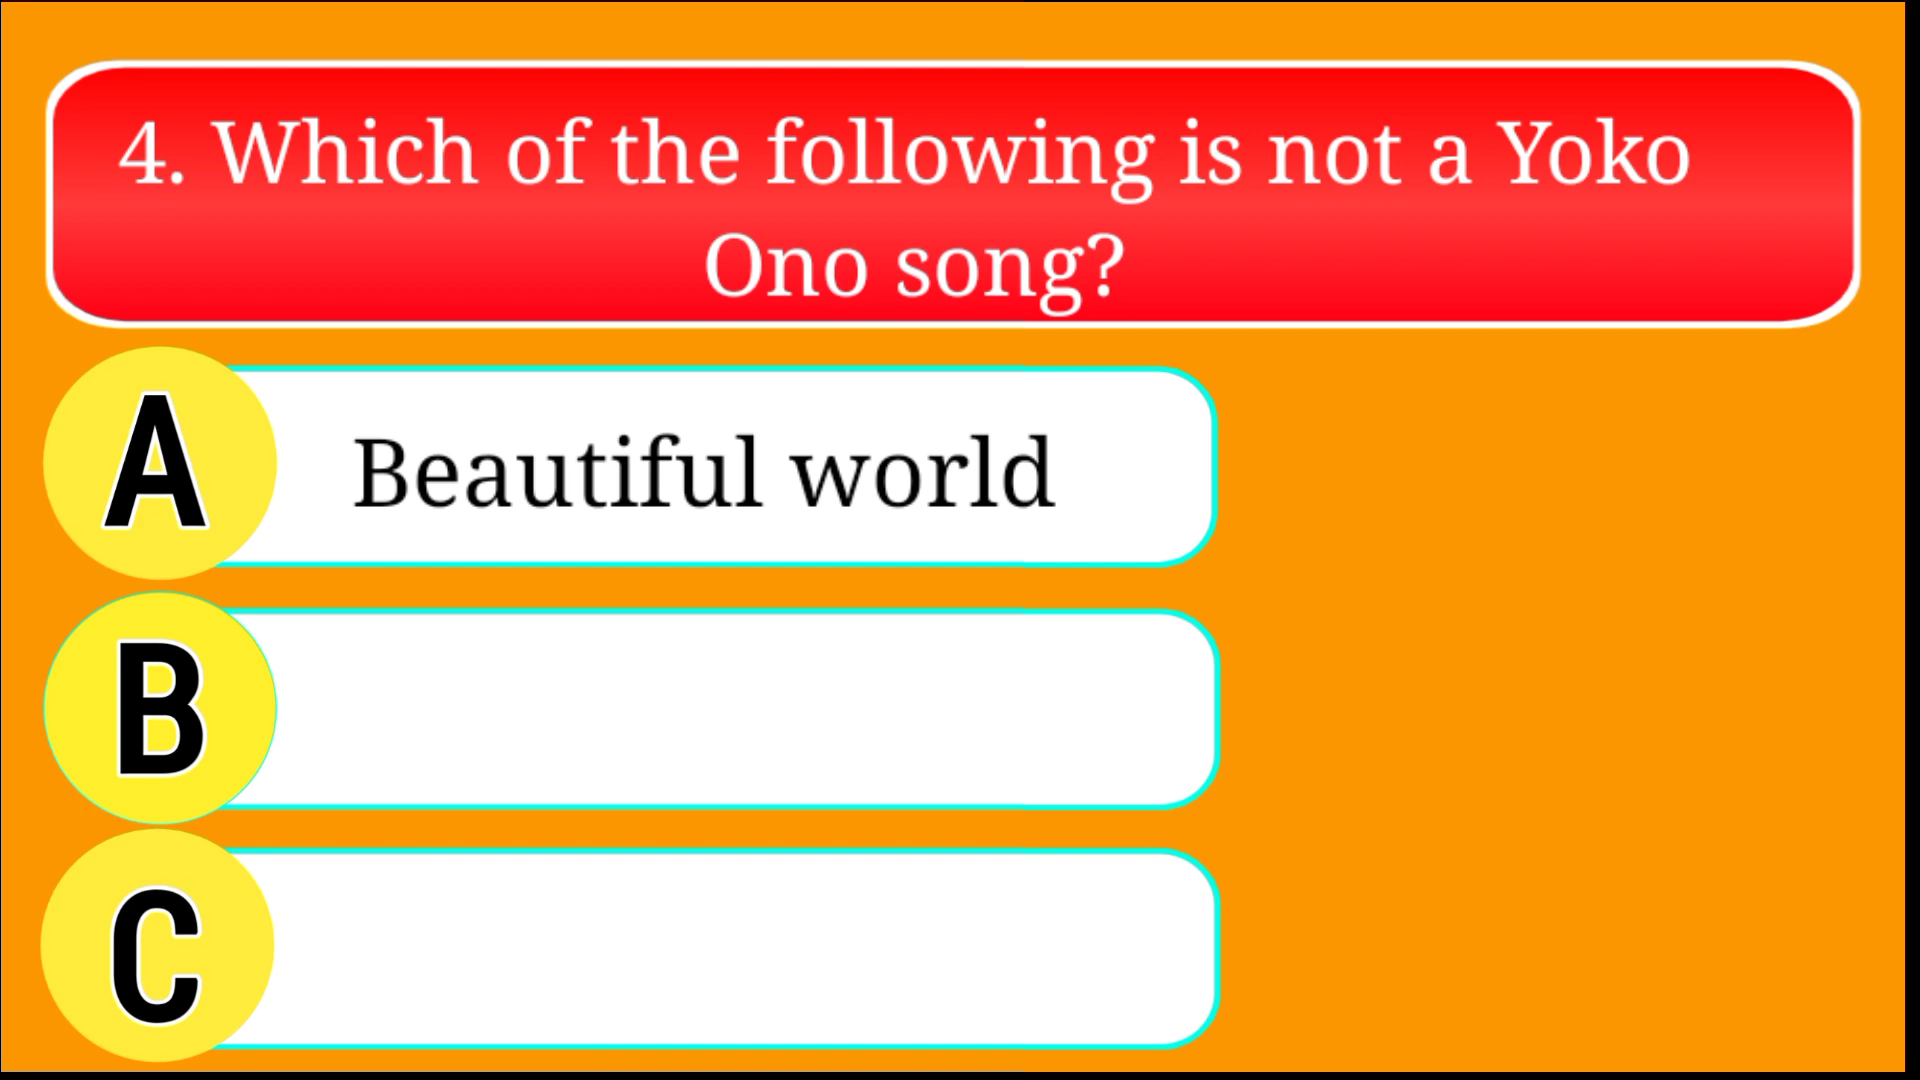 4. Which of the following is not a Yoko
Ono song?
A
Beautiful world
B
C